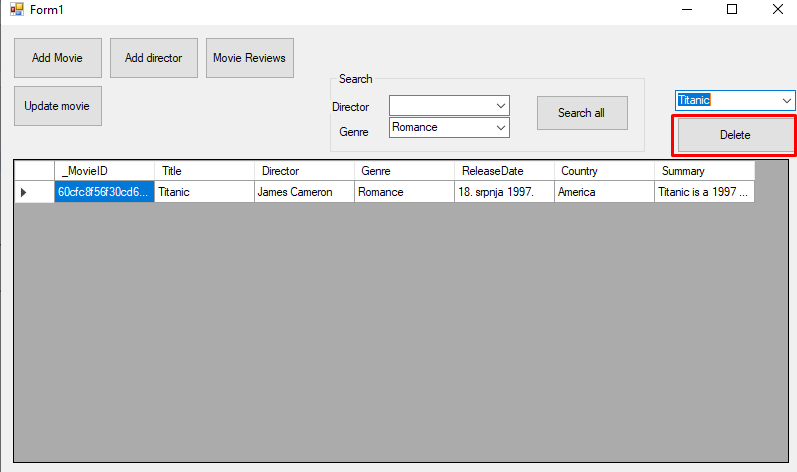 Form1
Add Movie Add director Movie Reviews
Update movie
Search
Director
Genre Romance
Search all
Titanic
Delete
_MovieID Title Director Genre ReleaseDate Country Summary
60cfc8f56f30cd6... Titanic James Cameron Romance 18. srpnja 1997. America Titanic is a 1997 ...